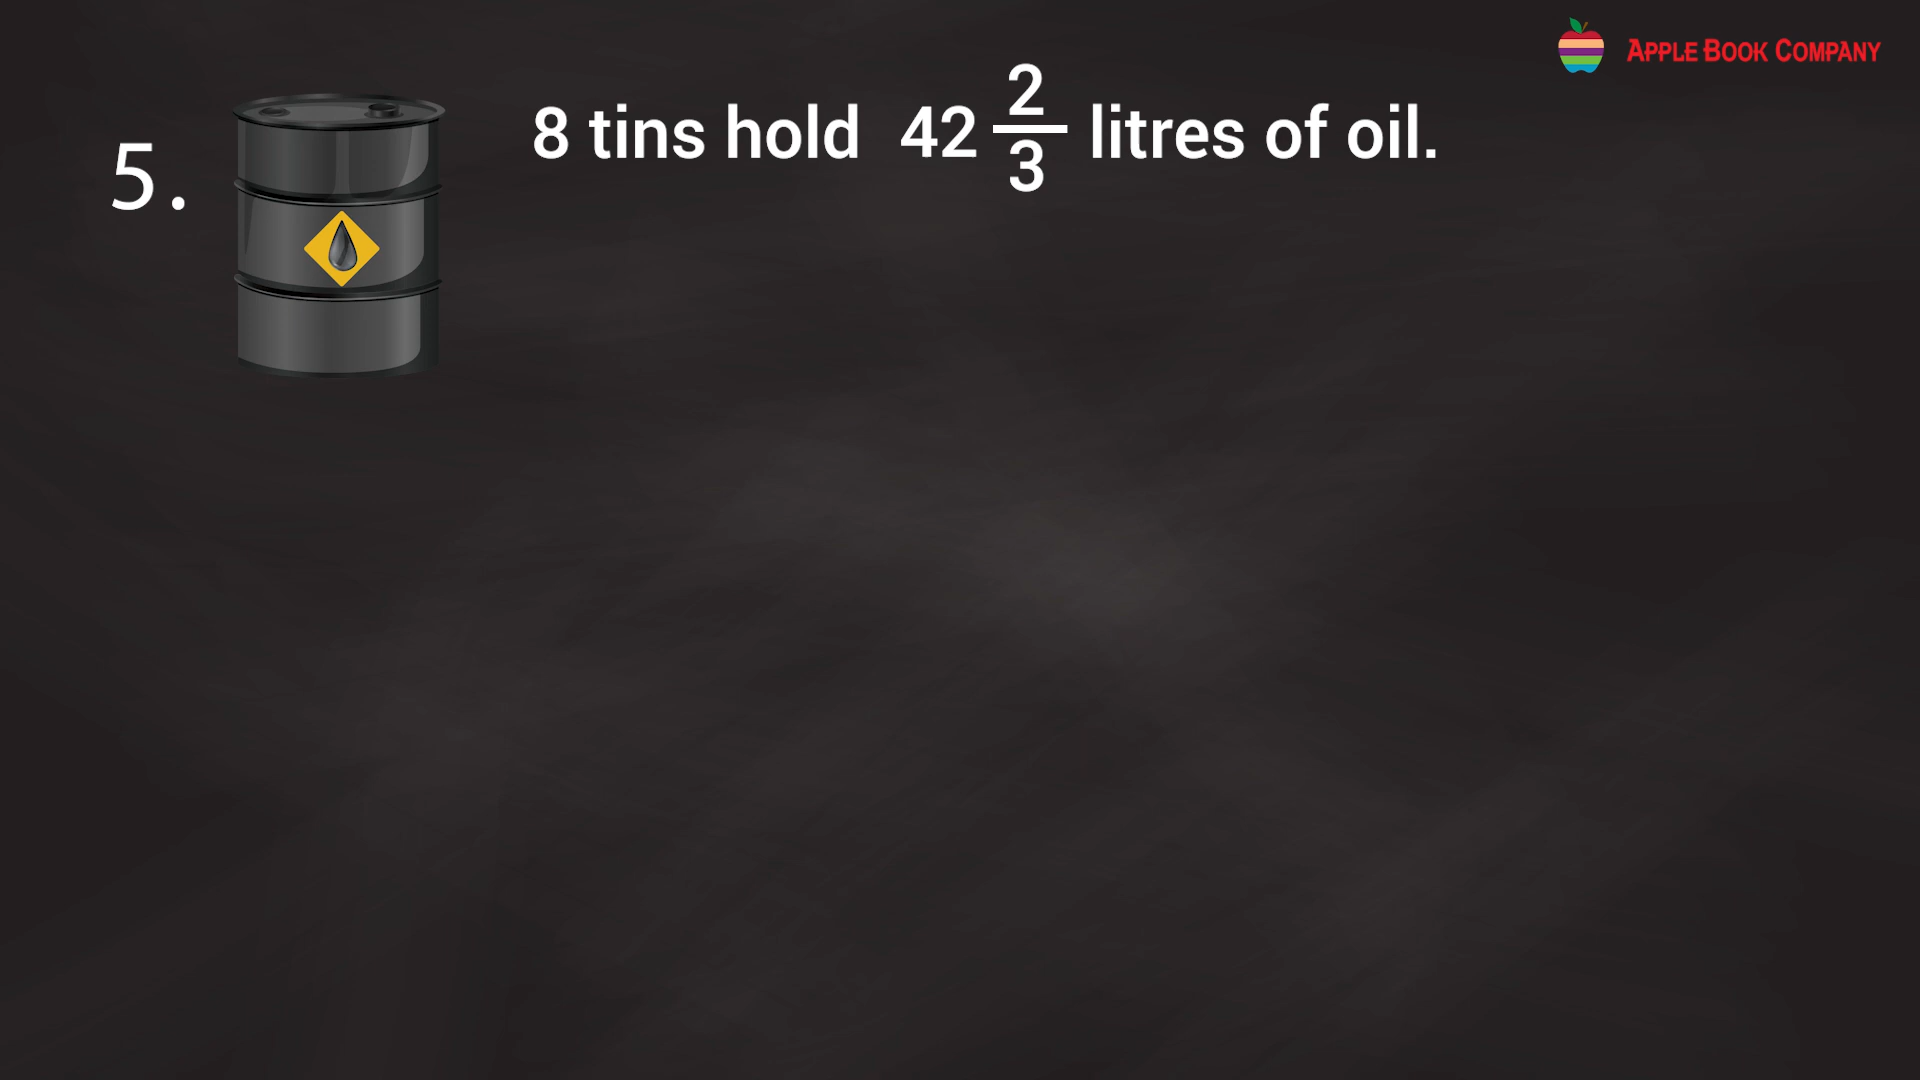 APPLE BOOK COMPANY
5.
8 tins hold 42 2/3 litres of oil.